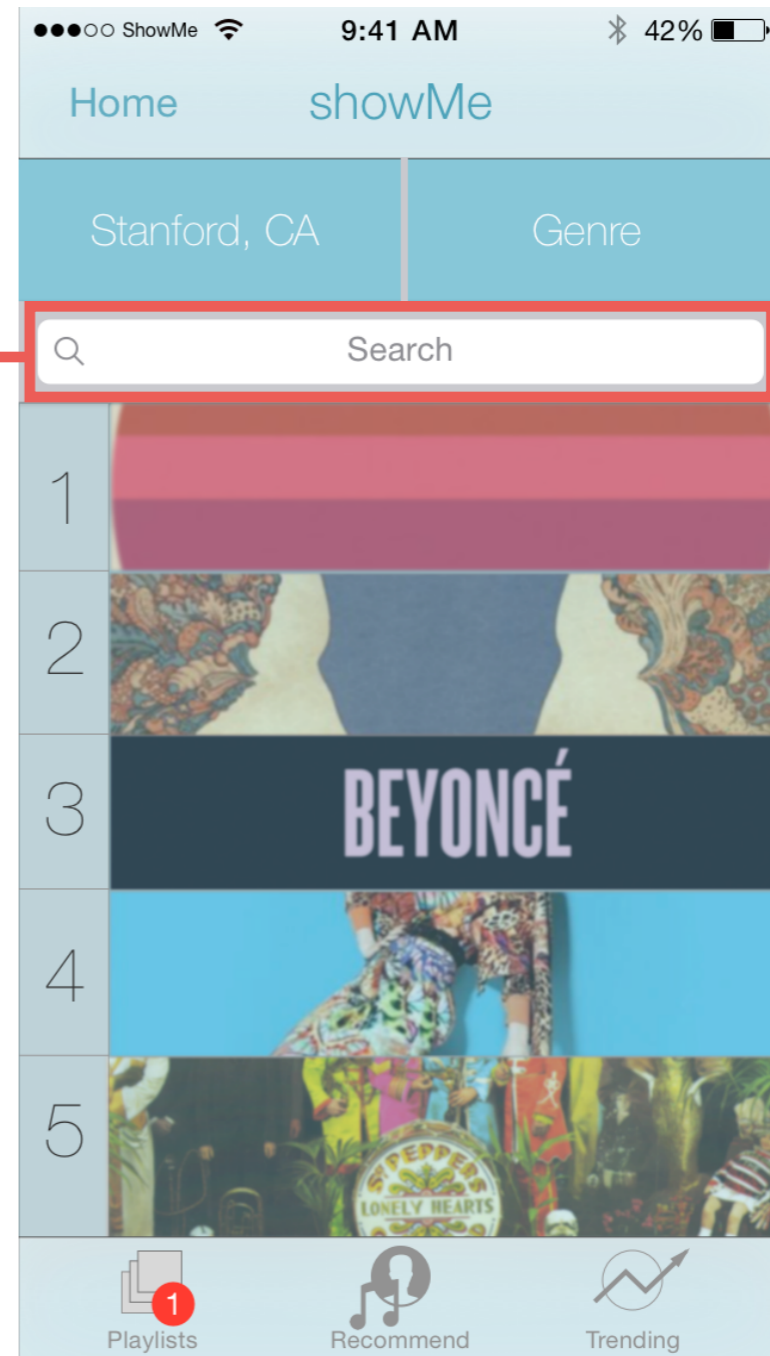 ShowMe 9:41 AM 42%
Home showMe
Stanford, CA Genre
Search
1
2
3
BEYONCÉ
4
5
SGT PEPPERS
LONELY HEARTS
1
Playlists Recommend Trending